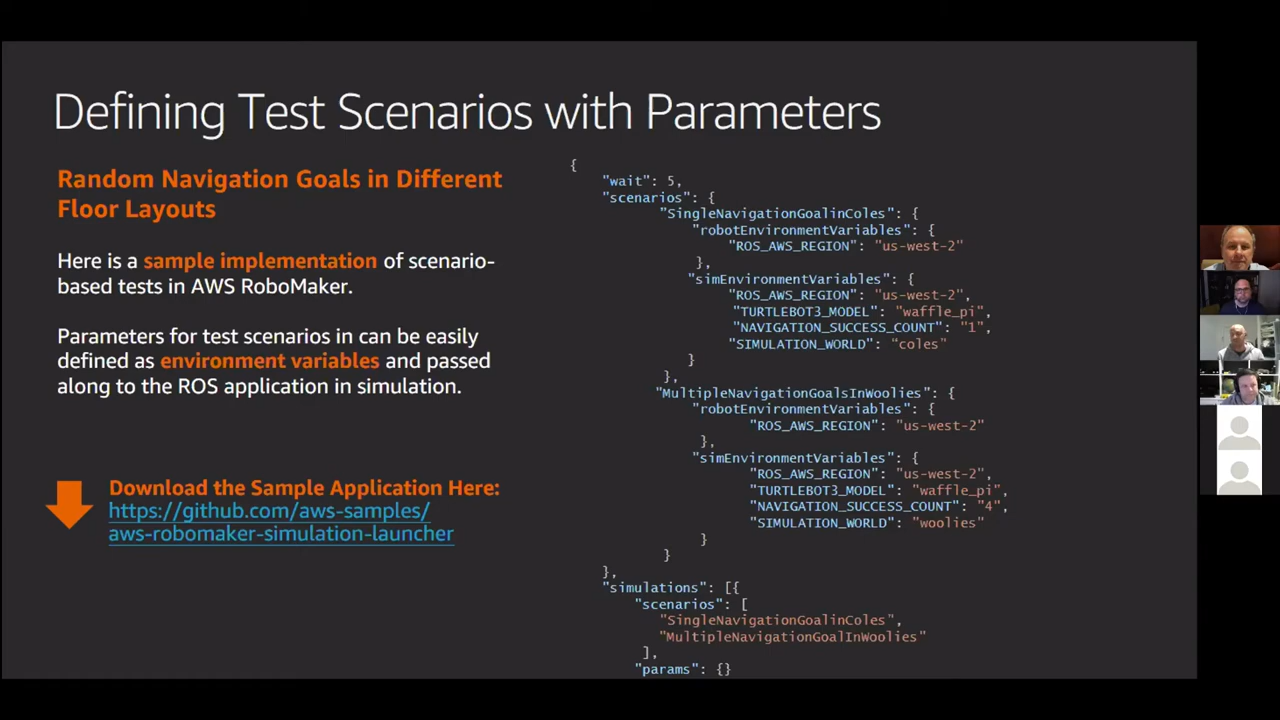 Defining Test Scenarios with Parameters
Random Navigation Goals in Different
Floor Layouts
Here is a sample implementation of scenario-
based tests in AWS RoboMaker.
Parameters for test scenarios in can be easily
defined as environment variables and passed
along to the ROS application in simulation.
Download the Sample Application Here:
https://github.com/aws-samples/
aws-robomaker-simulation-launcher
{
"wait": 5,
"scenarios": {
"SingleNavigationGoalinColes": {
"robotEnvironmentVariables": {
"ROS_AWS_REGION": "us-west-2"
},
"simEnvironmentVariables": {
"ROS_AWS_REGION": "us-west-2",
"TURTLEBOT3_MODEL": "waffle_pi",
"NAVIGATION_SUCCESS_COUNT": "1",
"SIMULATION_WORLD": "coles"
}
},
"MultipleNavigationGoalsInWoolies": {
"robotEnvironmentVariables": {
"ROS_AWS_REGION": "us-west-2"
},
"simEnvironmentVariables": {
"ROS_AWS_REGION": "us-west-2",
"TURTLEBOT3_MODEL": "waffle_pi",
"NAVIGATION_SUCCESS_COUNT": "4",
"SIMULATION_WORLD": "woolies"
}
}
},
"simulations": [{
"scenarios": [
"SingleNavigationGoalinColes",
"MultipleNavigationGoalInWoolies"
],
"params": {}